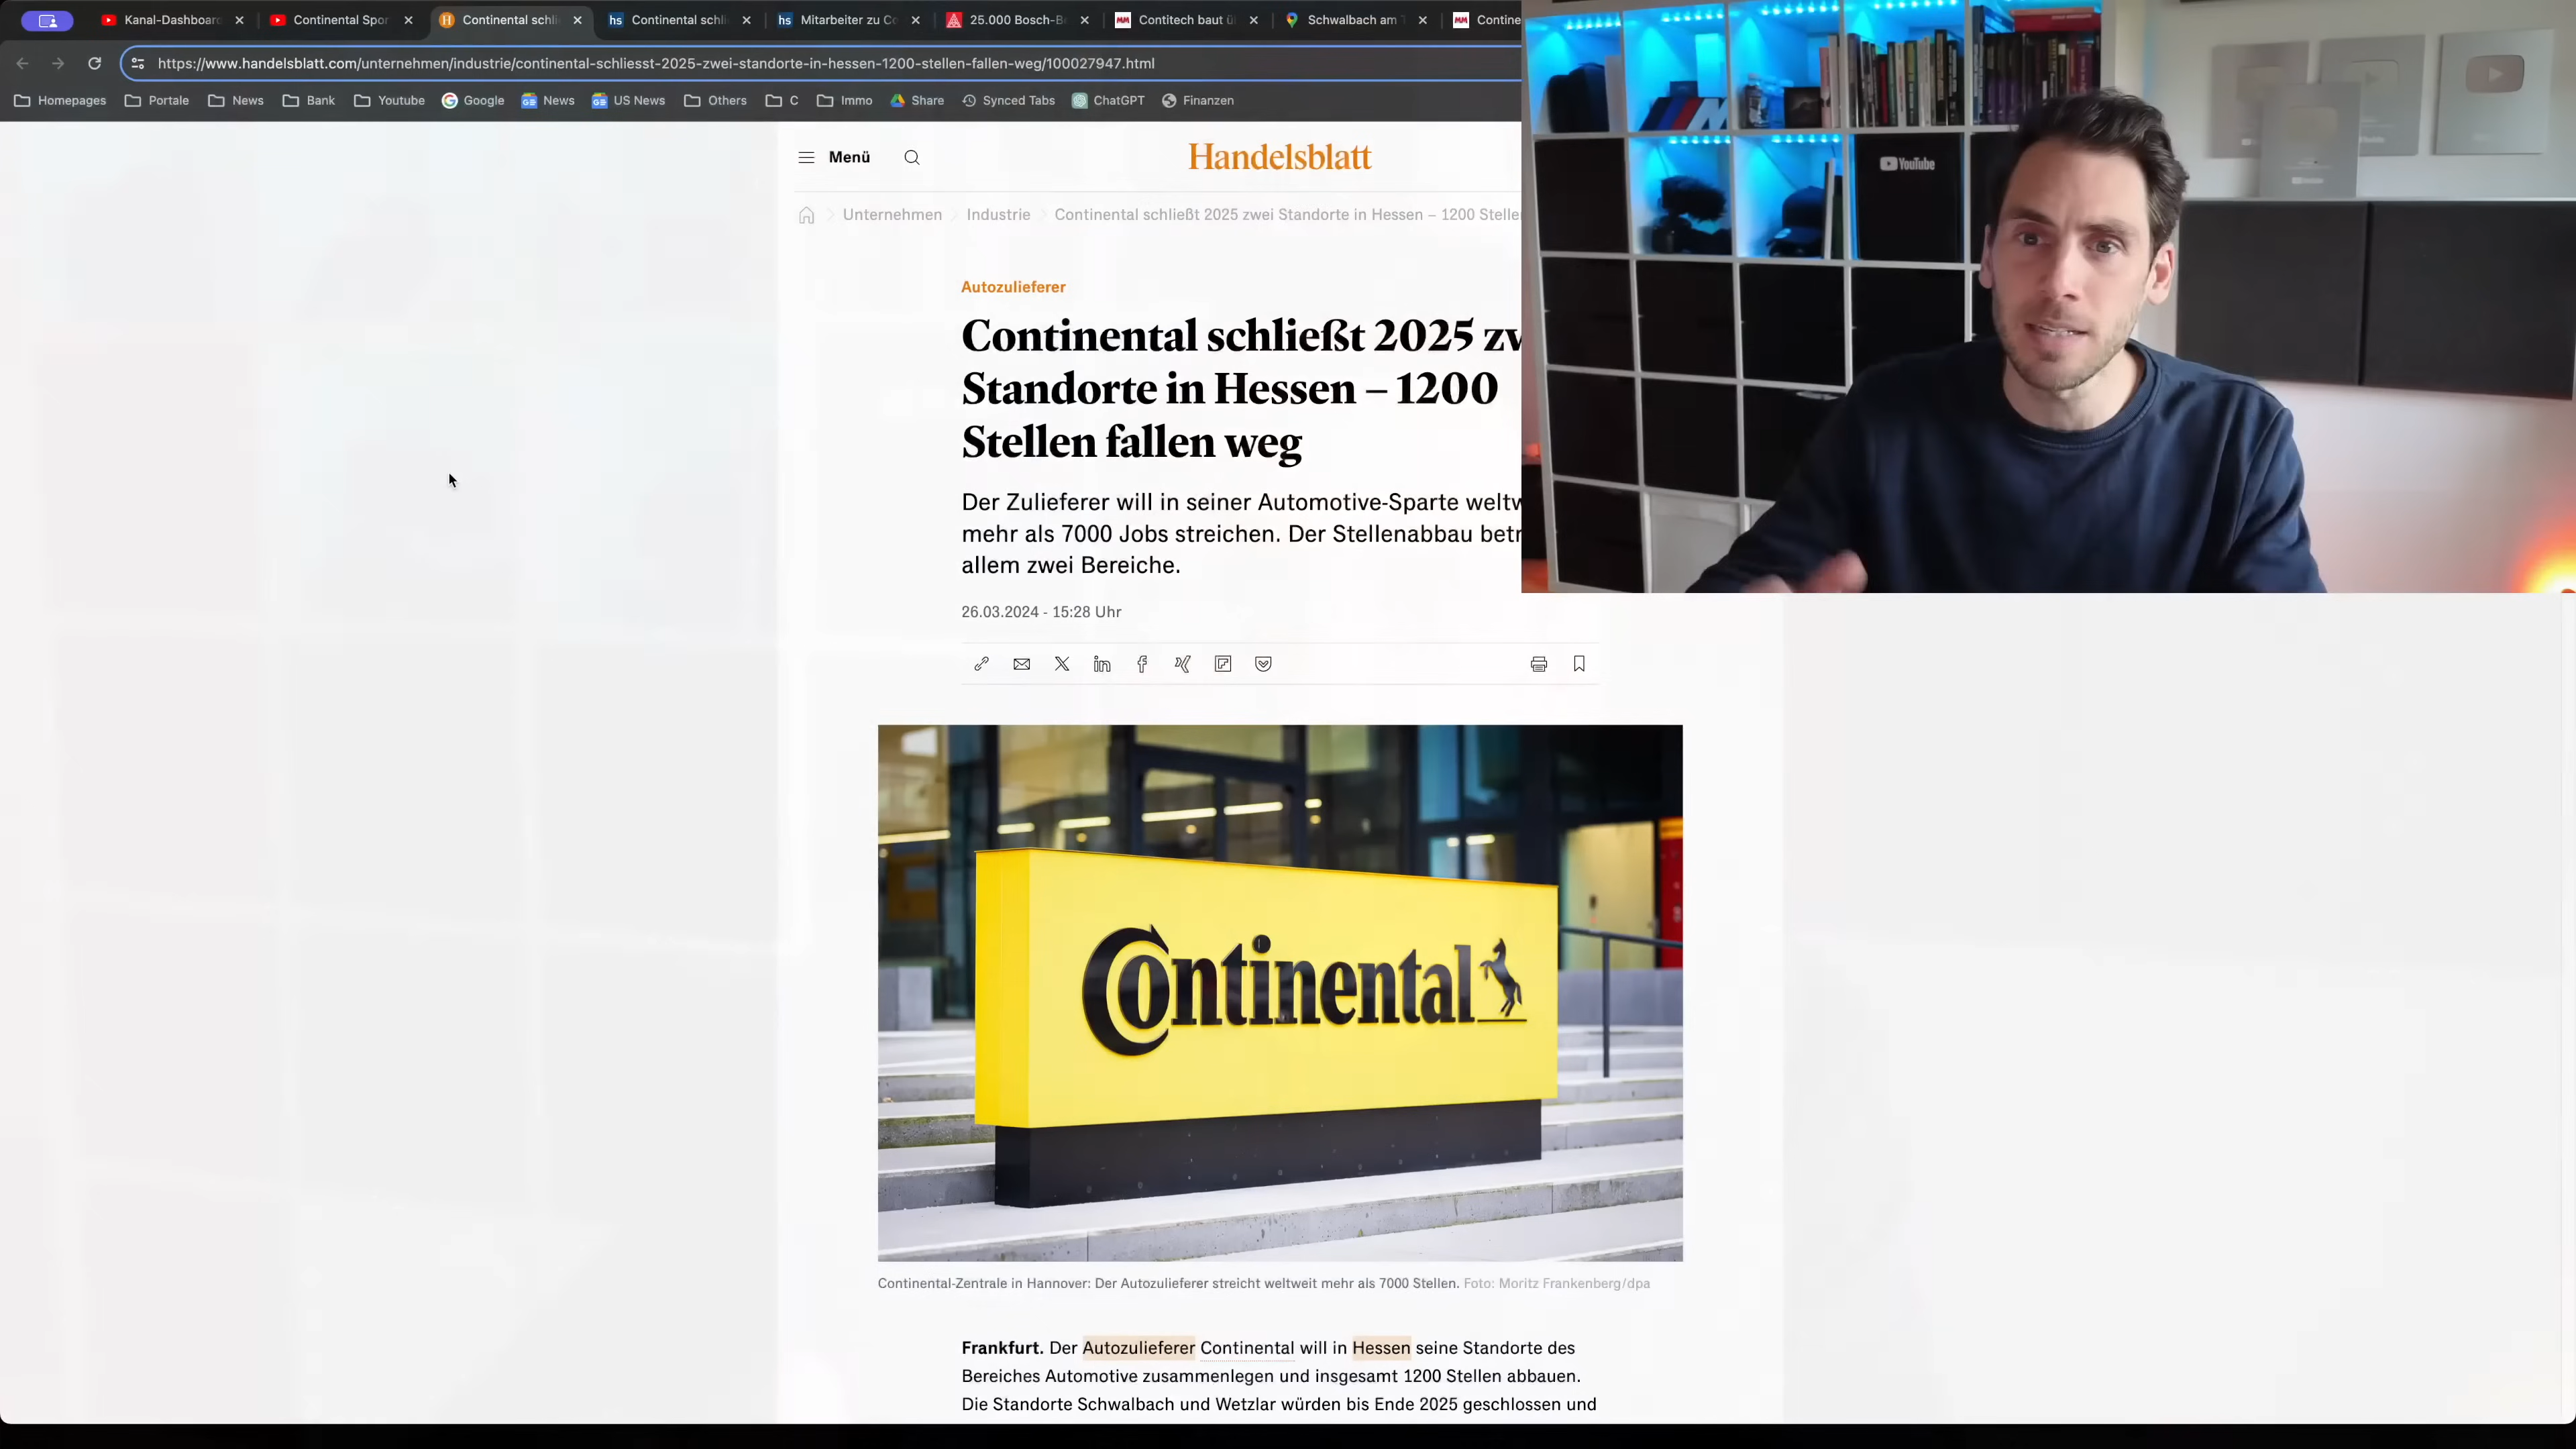 Kanal-Dashboard
Continental Spor
Continental schli
hs Continental schli
hs Mitarbeiter zu Co
25.000 Bosch-B
MM Contitech baut ü
Schwalbach am T
MM Contine
https://www.handelsblatt.com/unternehmen/industrie/continental-schliesst-2025-zwei-standorte-in-hessen-1200-stellen-fallen-weg/100027947.html
Homepages Portale News Bank Youtube Google News US News Others C Immo Share Synced Tabs ChatGPT Finanzen
Menü
Handelsblatt
Unternehmen Industrie Continental schließt 2025 zwei Standorte in Hessen – 1200 Steller
YouTube
Autozulieferer
Continental schließt 2025 zw
Standorte in Hessen – 1200
Stellen fallen weg
Der Zulieferer will in seiner Automotive-Sparte weltw
mehr als 7000 Jobs streichen. Der Stellenabbau betr
allem zwei Bereiche.
26.03.2024 - 15:28 Uhr
Continental
Continental-Zentrale in Hannover: Der Autozulieferer streicht weltweit mehr als 7000 Stellen. Foto: Moritz Frankenberg/dpa
Frankfurt. Der Autozulieferer Continental will in Hessen seine Standorte des
Bereiches Automotive zusammenlegen und insgesamt 1200 Stellen abbauen.
Die Standorte Schwalbach und Wetzlar würden bis Ende 2025 geschlossen und